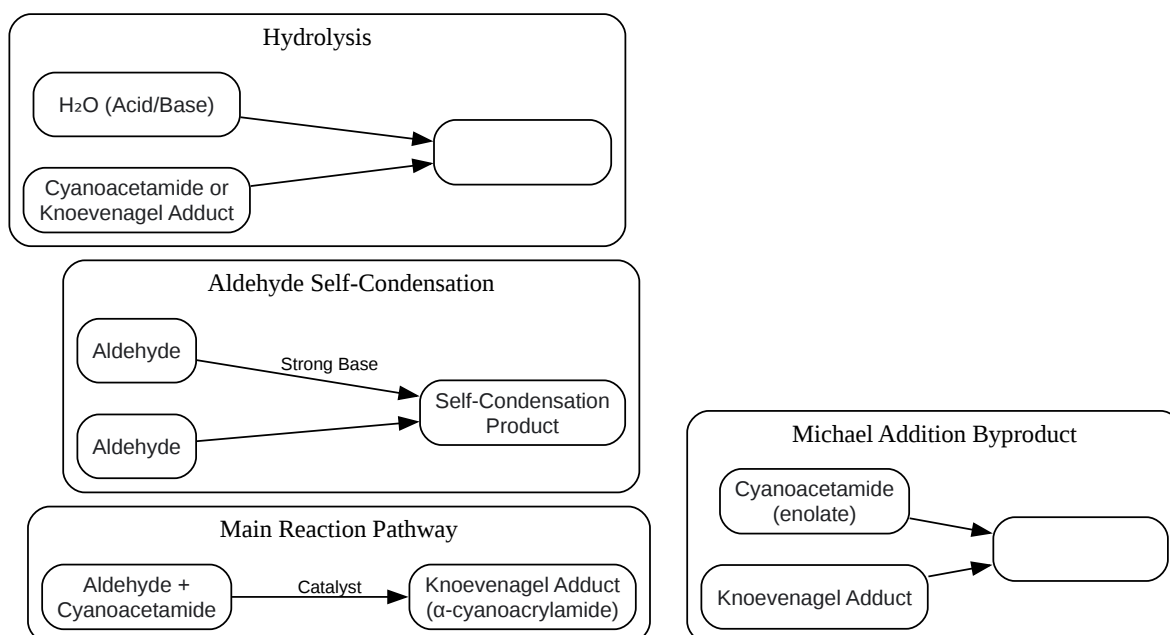 Hydrolysis
H₂O (Acid/Base)
Cyanoacetamide or
Knoevenagel Adduct
Aldehyde Self-Condensation
Aldehyde
Strong Base
Self-Condensation
Product
Aldehyde
Main Reaction Pathway
Aldehyde +
Cyanoacetamide
Catalyst
Knoevenagel Adduct
(α-cyanoacrylamide)
Michael Addition Byproduct
Cyanoacetamide
(enolate)
Knoevenagel Adduct